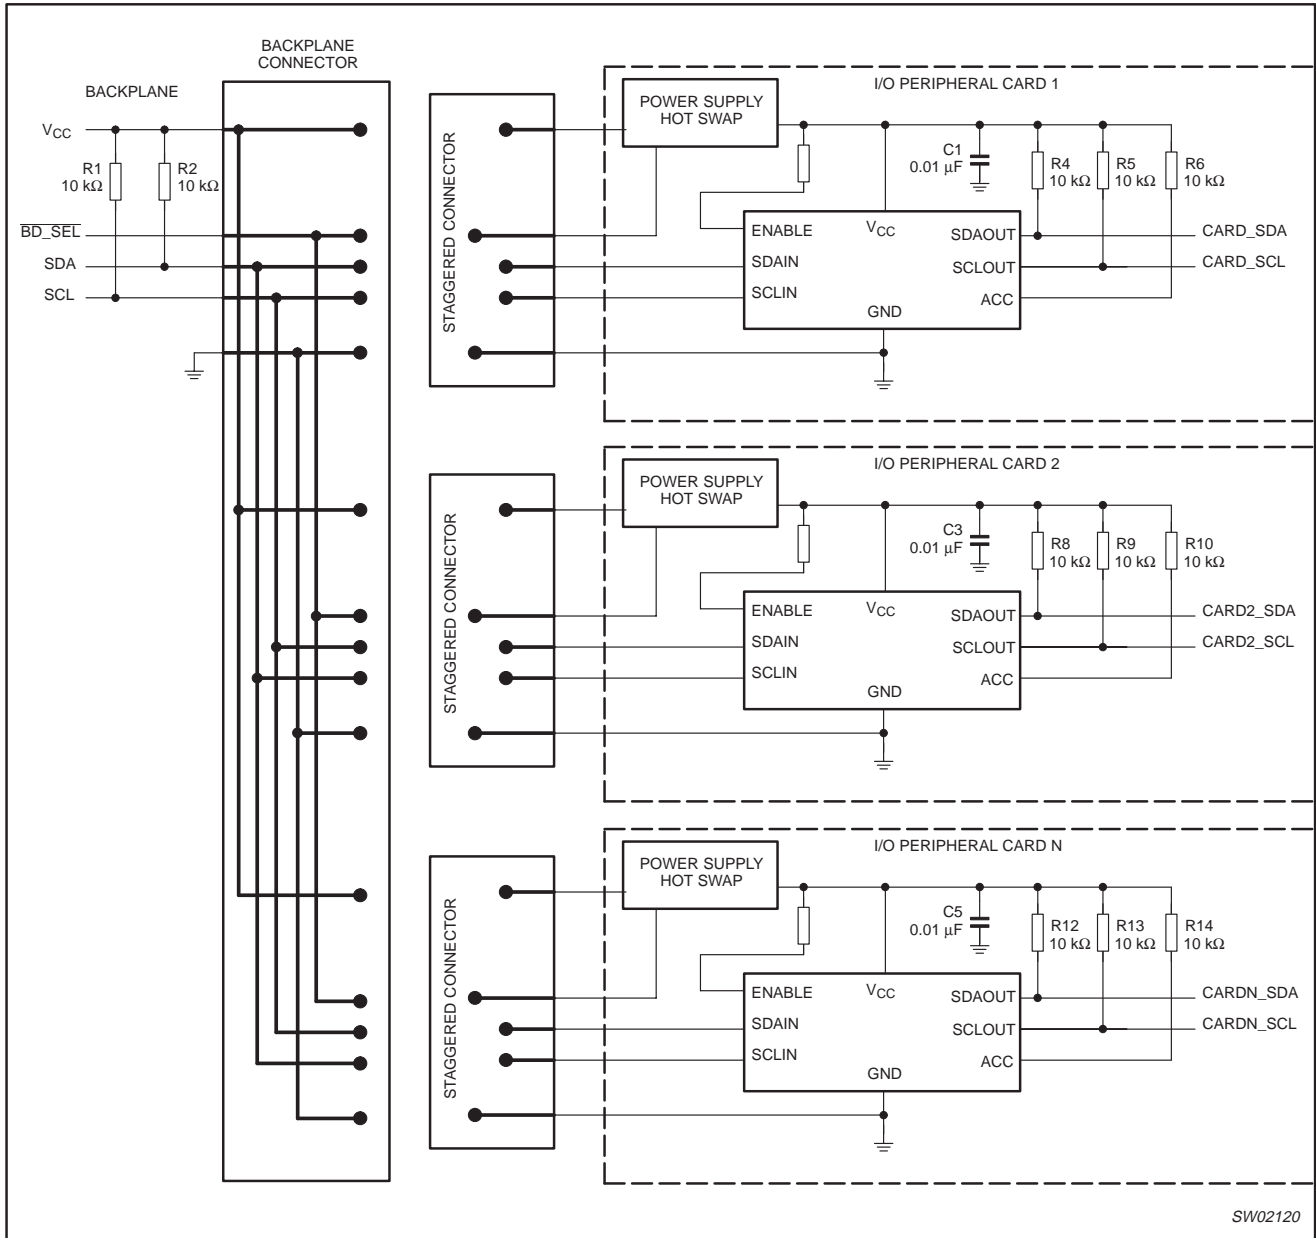 BACKPLANE
CONNECTOR
BACKPLANE
VCC
R1
10 kΩ
R2
10 kΩ
BD_SEL
SDA
SCL
STAGGERED CONNECTOR
I/O PERIPHERAL CARD 1
POWER SUPPLY
HOT SWAP
C1
0.01 µF
R4
10 kΩ
R5
10 kΩ
R6
10 kΩ
ENABLE
VCC
SDAOUT
CARD_SDA
SDAIN
SCLOUT
CARD_SCL
SCLIN
ACC
GND
STAGGERED CONNECTOR
I/O PERIPHERAL CARD 2
POWER SUPPLY
HOT SWAP
C3
0.01 µF
R8
10 kΩ
R9
10 kΩ
R10
10 kΩ
ENABLE
VCC
SDAOUT
CARD2_SDA
SDAIN
SCLOUT
CARD2_SCL
SCLIN
ACC
GND
STAGGERED CONNECTOR
I/O PERIPHERAL CARD N
POWER SUPPLY
HOT SWAP
C5
0.01 µF
R12
10 kΩ
R13
10 kΩ
R14
10 kΩ
ENABLE
VCC
SDAOUT
CARDN_SDA
SDAIN
SCLOUT
CARDN_SCL
SCLIN
ACC
GND
SW02120